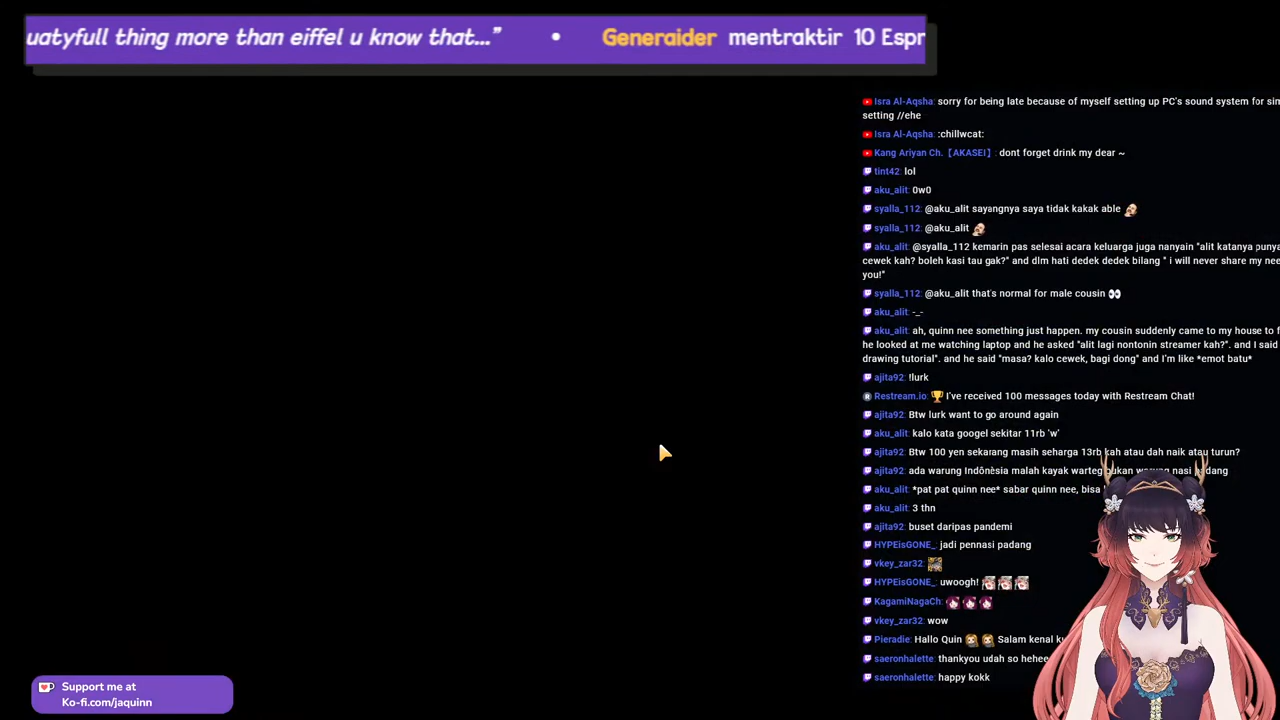 uatyfull thing more than eiffel u know that..." • Generaider mentraktir 10 Espr
Isra Al-Aqsha: sorry for being late because of myself setting up PC's sound system for sim
setting //ehe
Isra Al-Aqsha: :chillwcat:
Kang Ariyan Ch.【AKASEI】: dont forget drink my dear ~
tint42: lol
aku_alit: 0w0
syalla_112: @aku_alit sayangnya saya tidak kakak able
syalla_112: @aku_alit
aku_alit: @syalla_112 kemarin pas selesai acara keluarga juga nanyain "alit katanya puny
cewek kah? boleh kasi tau gak?" and dlm hati dedek dedek bilang " i will never share my nee
you!"
syalla_112: @aku_alit that's normal for male cousin 👀
aku_alit: -_-
aku_alit: ah, quinn nee something just happen. my cousin suddenly came to my house to f
he looked at me watching laptop and he asked "alit lagi nontonin streamer kah?". and I said
drawing tutorial". and he said "masa? kalo cewek, bagi dong" and I'm like *emot batu*
ajita92: !lurk
Restream.io: 🏆 I've received 100 messages today with Restream Chat!
ajita92: Btw lurk want to go around again
aku_alit: kalo kata googel sekitar 11rb 'w'
ajita92: Btw 100 yen sekarang masih seharga 13rb kah atau dah naik atau turun?
ajita92: ada warung Indonesia malah kayak warteg bukan warung nasi padang
aku_alit: *pat pat quinn nee* sabar quinn nee, bisa
aku_alit: 3 thn
ajita92: buset daripas pandemi
HYPEisGONE_: jadi pennasi padang
vkey_zar32:
HYPEisGONE_: uwoogh!
KagamiNagaCh:
vkey_zar32: wow
Pieradie: Hallo Quin Salam kenal
saeronhalette: thankyou udah so hehee
saeronhalette: happy kokk
Support me at
Ko-fi.com/jaquinn